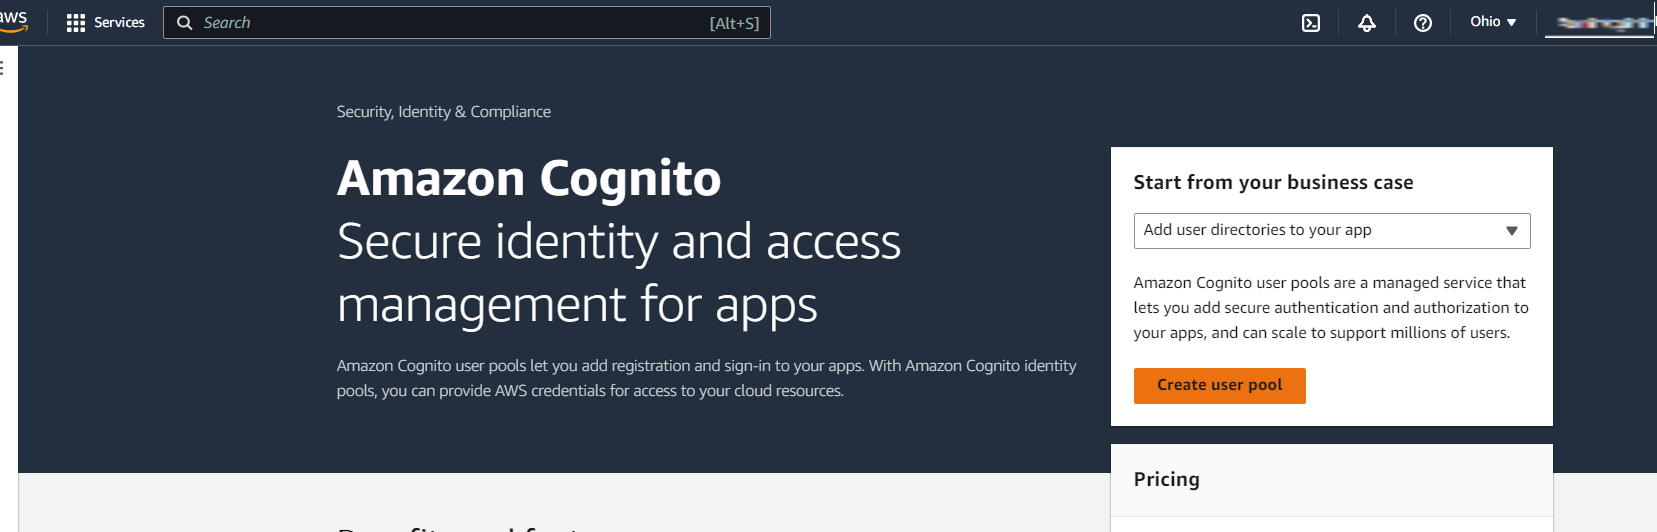 aws
Services
Search
[Alt+S]
Ohio
Security, Identity & Compliance
Amazon Cognito
Secure identity and access
management for apps
Amazon Cognito user pools let you add registration and sign-in to your apps. With Amazon Cognito identity
pools, you can provide AWS credentials for access to your cloud resources.
Start from your business case
Add user directories to your app
Amazon Cognito user pools are a managed service that
lets you add secure authentication and authorization to
your apps, and can scale to support millions of users.
Create user pool
Pricing